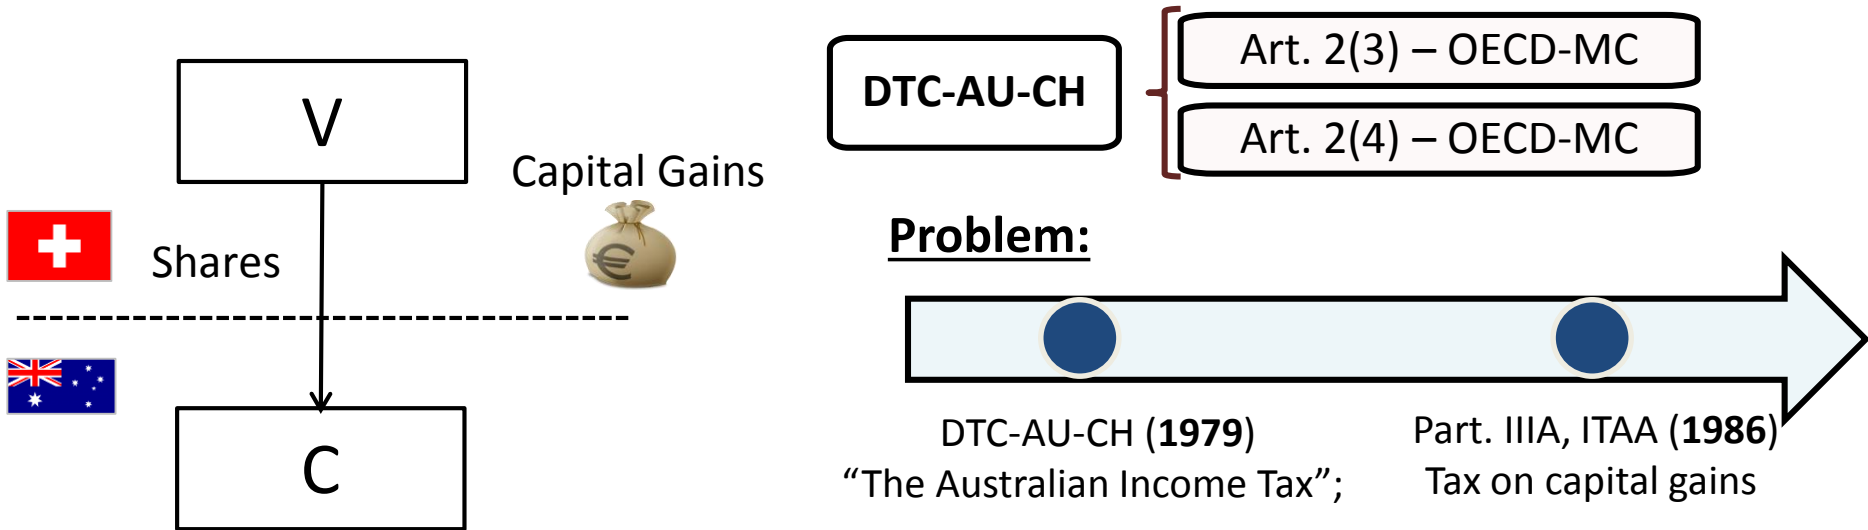 V
Capital Gains
€
Shares
C
DTC-AU-CH
Art. 2(3) – OECD-MC
Art. 2(4) – OECD-MC
Problem:
DTC-AU-CH (1979)
“The Australian Income Tax”;
Part. IIIA, ITAA (1986)
Tax on capital gains